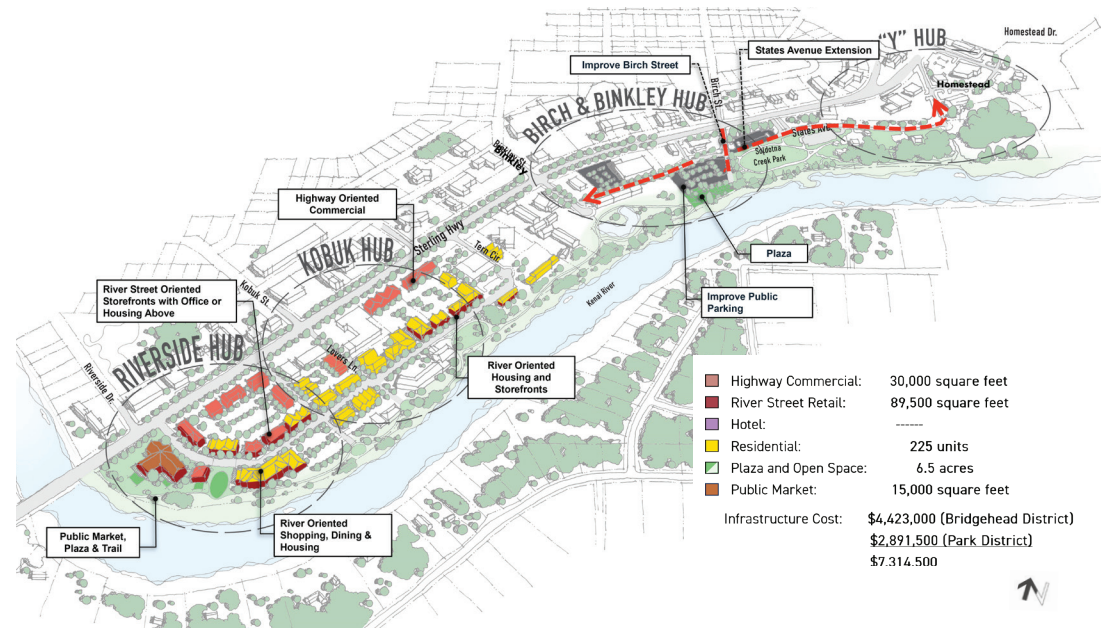 "Y" HUB
Homestead Dr.
States Avenue Extension
Improve Birch Street
Homestead
Birch St.
BIRCH & BINKLEY HUB
States Ave
Soldotna
Creek Park
Binkley St.
Binkley
Highway Oriented
Commercial
Sterling Hwy
KOBUK HUB
Tern Cir.
Plaza
River Street Oriented
Storefronts with Office or
Housing Above
Kobuk St.
Kenai River
Improve Public
Parking
RIVERSIDE HUB
Lovers Ln.
River Oriented
Housing and
Storefronts
Riverside Dr.
Highway Commercial: 30,000 square feet
River Street Retail: 89,500 square feet
Hotel: ------
Residential: 225 units
Plaza and Open Space: 6.5 acres
Public Market: 15,000 square feet
Infrastructure Cost: $4,423,000 (Bridgehead District)
$2,891,500 (Park District)
$7,314,500
Public Market,
Plaza & Trail
River Oriented
Shopping, Dining &
Housing
N